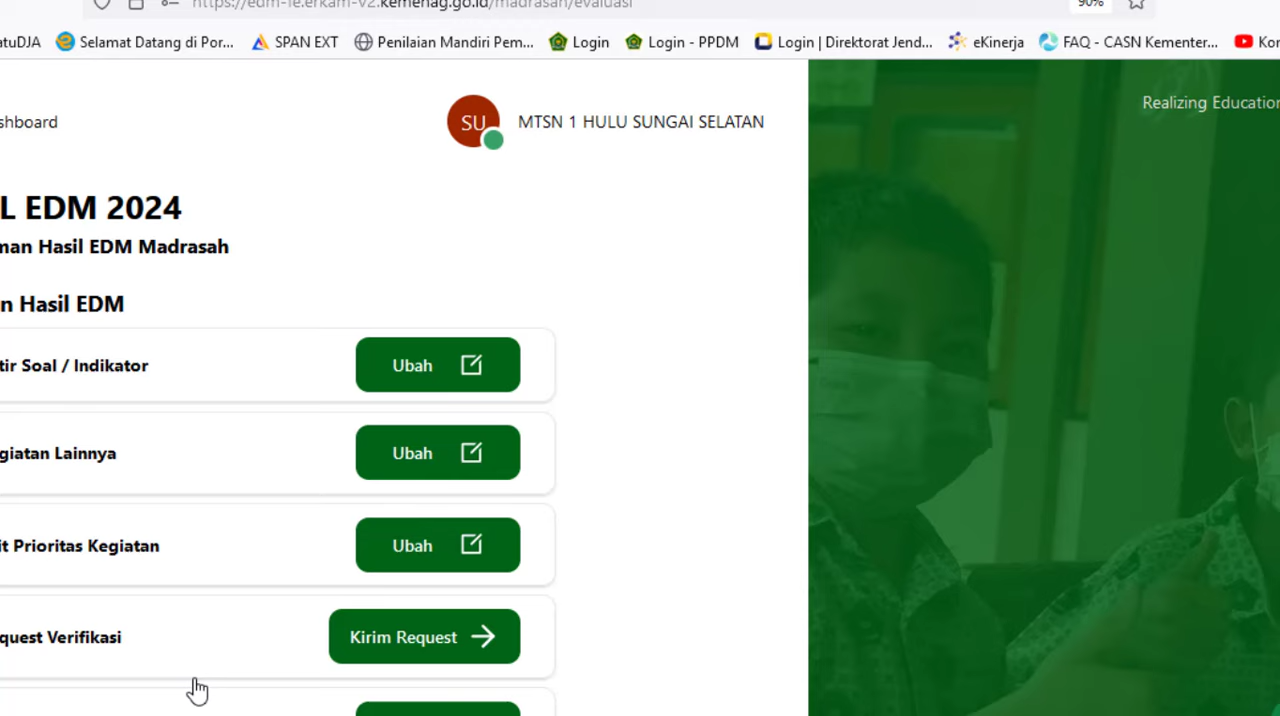 https://edm-fe.erkam-v2.kemenag.go.id/madrasah/evaluasi
90%
atuDJA
Selamat Datang di Por...
SPAN EXT
Penilaian Mandiri Pem...
Login
Login - PPDM
Login | Direktorat Jend...
eKinerja
FAQ - CASN Kementer...
Kor
shboard
SU
MTSN 1 HULU SUNGAI SELATAN
Realizing Education
L EDM 2024
man Hasil EDM Madrasah
n Hasil EDM
tir Soal / Indikator
Ubah
giatan Lainnya
Ubah
it Prioritas Kegiatan
Ubah
quest Verifikasi
Kirim Request